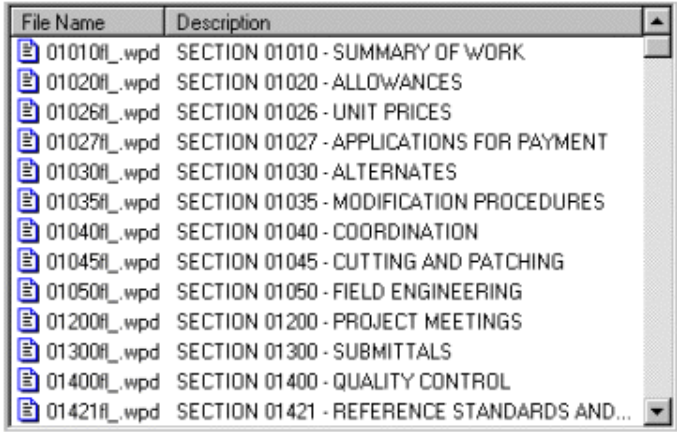 File Name Description
01010fl_.wpd SECTION 01010 - SUMMARY OF WORK
01020fl_.wpd SECTION 01020 - ALLOWANCES
01026fl_.wpd SECTION 01026 - UNIT PRICES
01027fl_.wpd SECTION 01027 - APPLICATIONS FOR PAYMENT
01030fl_.wpd SECTION 01030 - ALTERNATES
01035fl_.wpd SECTION 01035 - MODIFICATION PROCEDURES
01040fl_.wpd SECTION 01040 - COORDINATION
01045fl_.wpd SECTION 01045 - CUTTING AND PATCHING
01050fl_.wpd SECTION 01050 - FIELD ENGINEERING
01200fl_.wpd SECTION 01200 - PROJECT MEETINGS
01300fl_.wpd SECTION 01300 - SUBMITTALS
01400fl_.wpd SECTION 01400 - QUALITY CONTROL
01421fl_.wpd SECTION 01421 - REFERENCE STANDARDS AND...